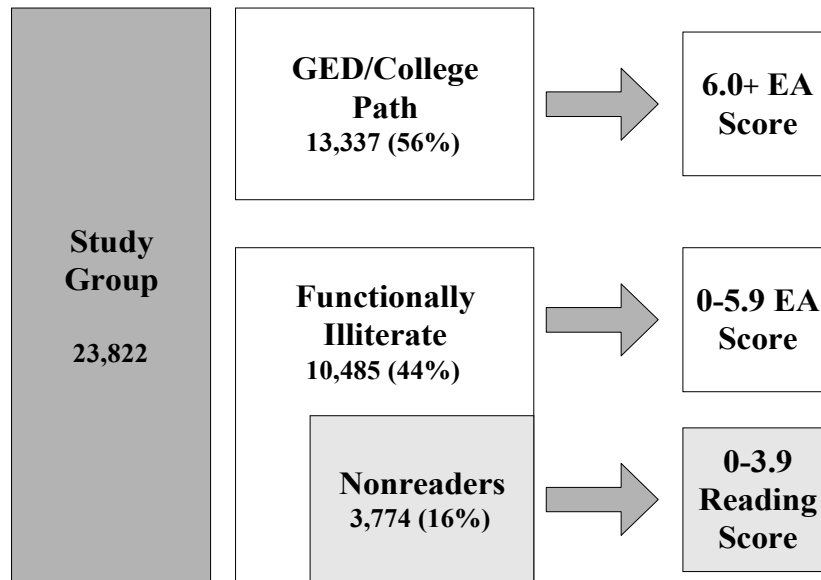 Study
Group
23,822
GED/College
Path
13,337 (56%)
6.0+ EA
Score
Functionally
Illiterate
10,485 (44%)
0-5.9 EA
Score
Nonreaders
3,774 (16%)
0-3.9
Reading
Score